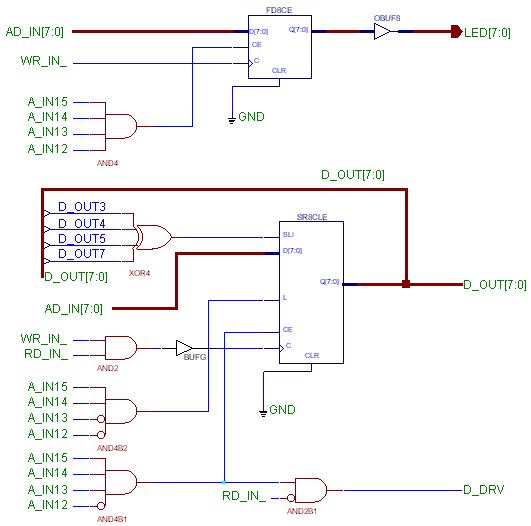 FD8CE
OBUF8
AD_IN[7:0]
D[7:0]
Q[7:0]
LED[7:0]
CE
WR_IN_
C
CLR
A_IN15
A_IN14
A_IN13
A_IN12
AND4
GND
D_OUT[7:0]
D_OUT3
D_OUT4
D_OUT5
D_OUT7
D_OUT[7:0]
XOR4
SR8CLE
SLI
D[7:0]
Q[7:0]
D_OUT[7:0]
AD_IN[7:0]
L
CE
C
CLR
WR_IN_
RD_IN_
AND2
BUFG
A_IN15
A_IN14
A_IN13
A_IN12
AND4B2
GND
A_IN15
A_IN14
A_IN13
A_IN12
AND4B1
RD_IN_
AND2B1
D_DRV